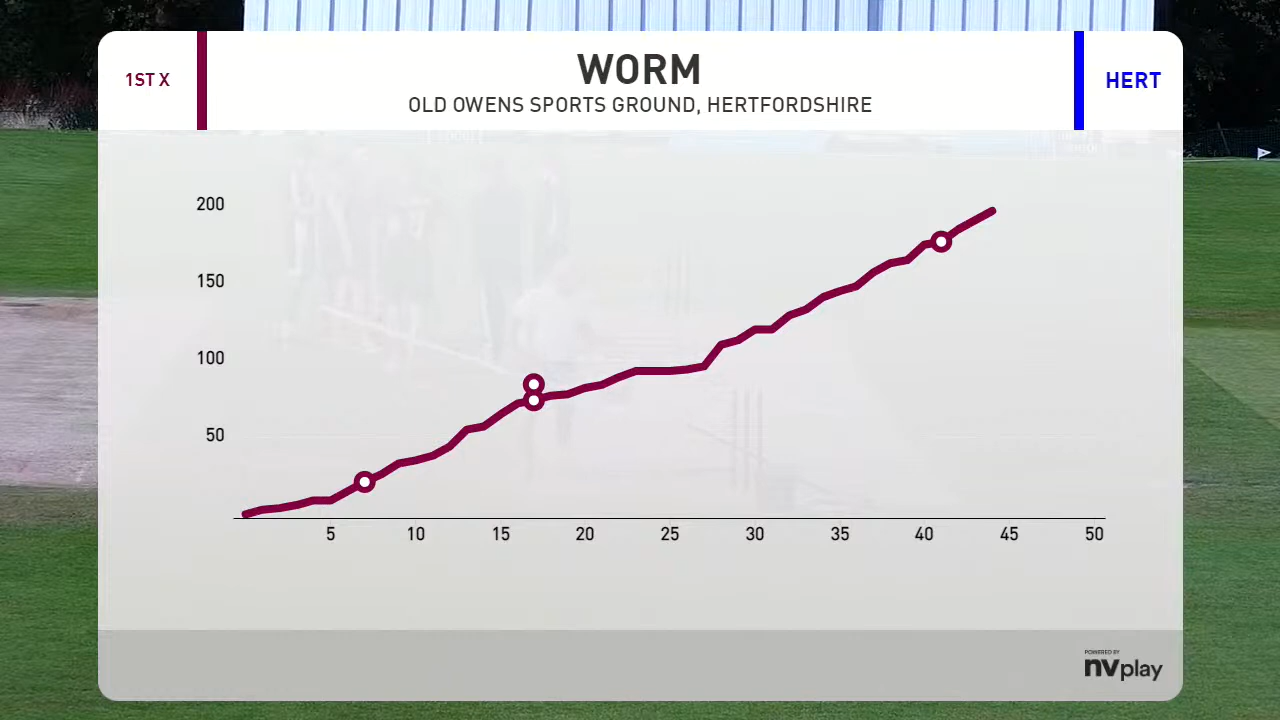 1ST X
WORM
HERT
OLD OWENS SPORTS GROUND, HERTFORDSHIRE
200
150
100
50
5 10 15 20 25 30 35 40 45 50
POWERED BY
nvplay